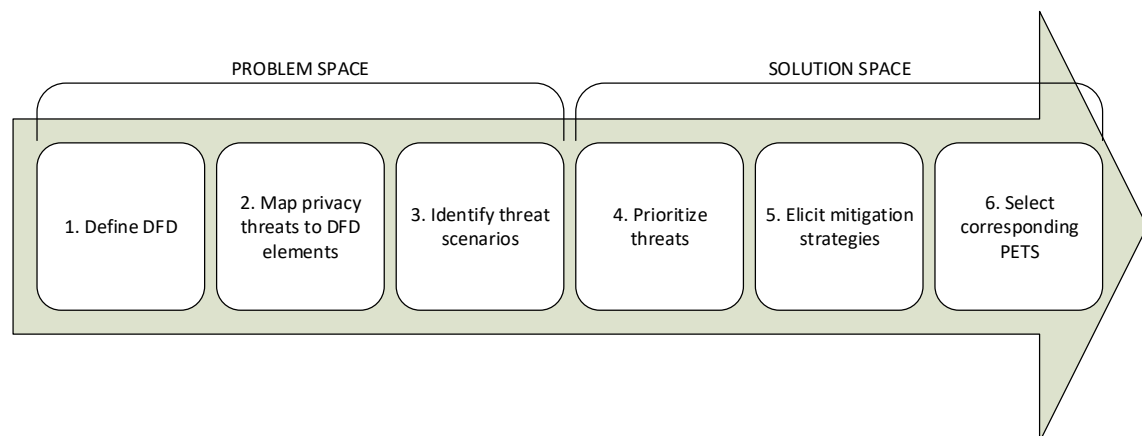 PROBLEM SPACE
SOLUTION SPACE
1. Define DFD
2. Map privacy
threats to DFD
elements
3. Identify threat
scenarios
4. Prioritize
threats
5. Elicit mitigation
strategies
6. Select
corresponding
PETS